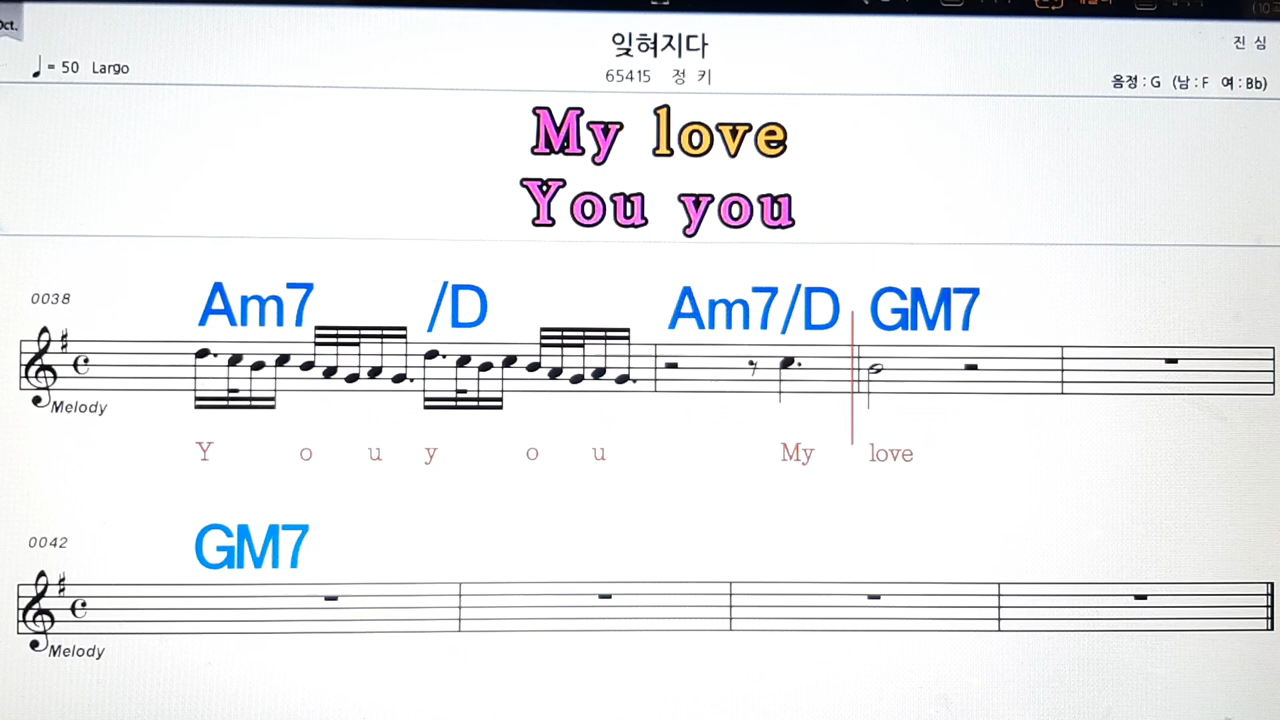 Oct.
잊혀지다
진 심
= 50 Largo
65415 정 키
음정 : G (남 : F 여 : Bb)
My love
You you
0038
Am7 /D Am7/D GM7
Melody
Y o u y o u My love
0042
GM7
Melody